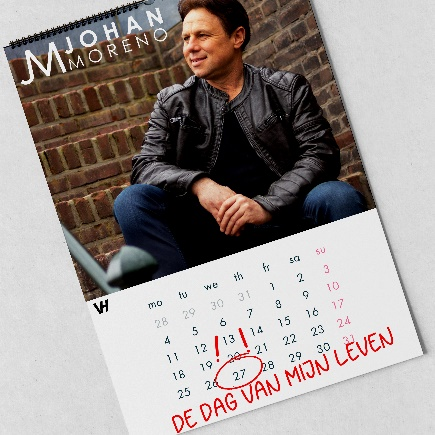 JM JOHAN
MORENO
VH
mo tu we th fr sa su
28 29 30 31 1 2 3
4 5 6 7 8 9 10
11 12 13 14 15 16 17
! !
18 19 20 21 22 23 24
25 26 27 28 29 30 31
DE DAG VAN MIJN LEVEN